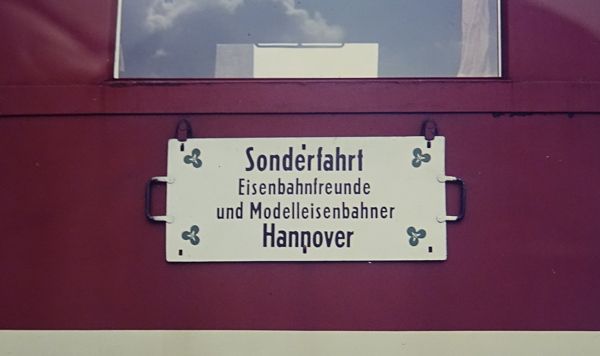 Sonderfahrt
Eisenbahnfreunde
und Modelleisenbahner
Hannover